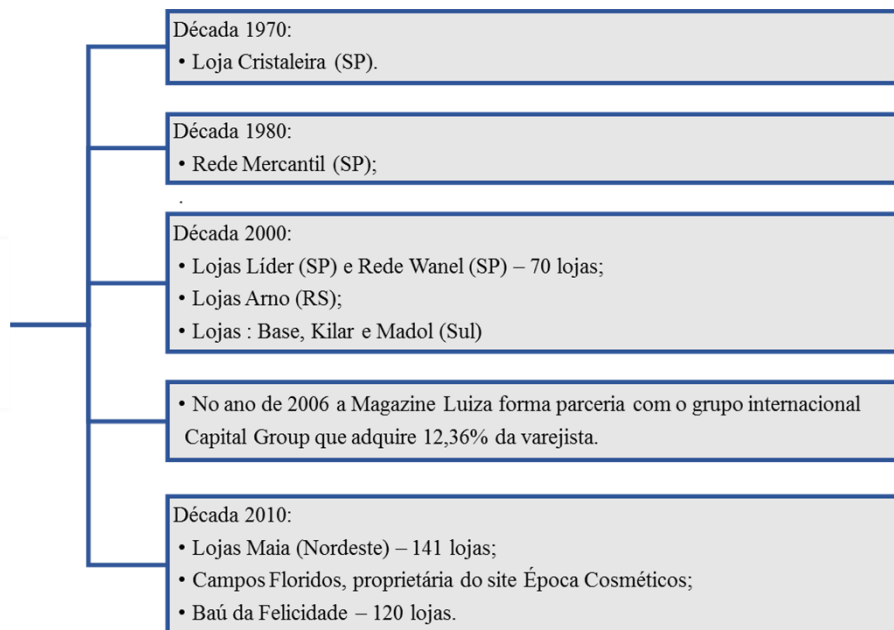 Década 1970:
• Loja Cristaleira (SP).
Década 1980:
• Rede Mercantil (SP);
.
Década 2000:
• Lojas Líder (SP) e Rede Wanel (SP) – 70 lojas;
• Lojas Arno (RS);
• Lojas : Base, Kilar e Madol (Sul)
• No ano de 2006 a Magazine Luiza forma parceria com o grupo internacional
Capital Group que adquire 12,36% da varejista.
Década 2010:
• Lojas Maia (Nordeste) – 141 lojas;
• Campos Floridos, proprietária do site Época Cosméticos;
• Baú da Felicidade – 120 lojas.